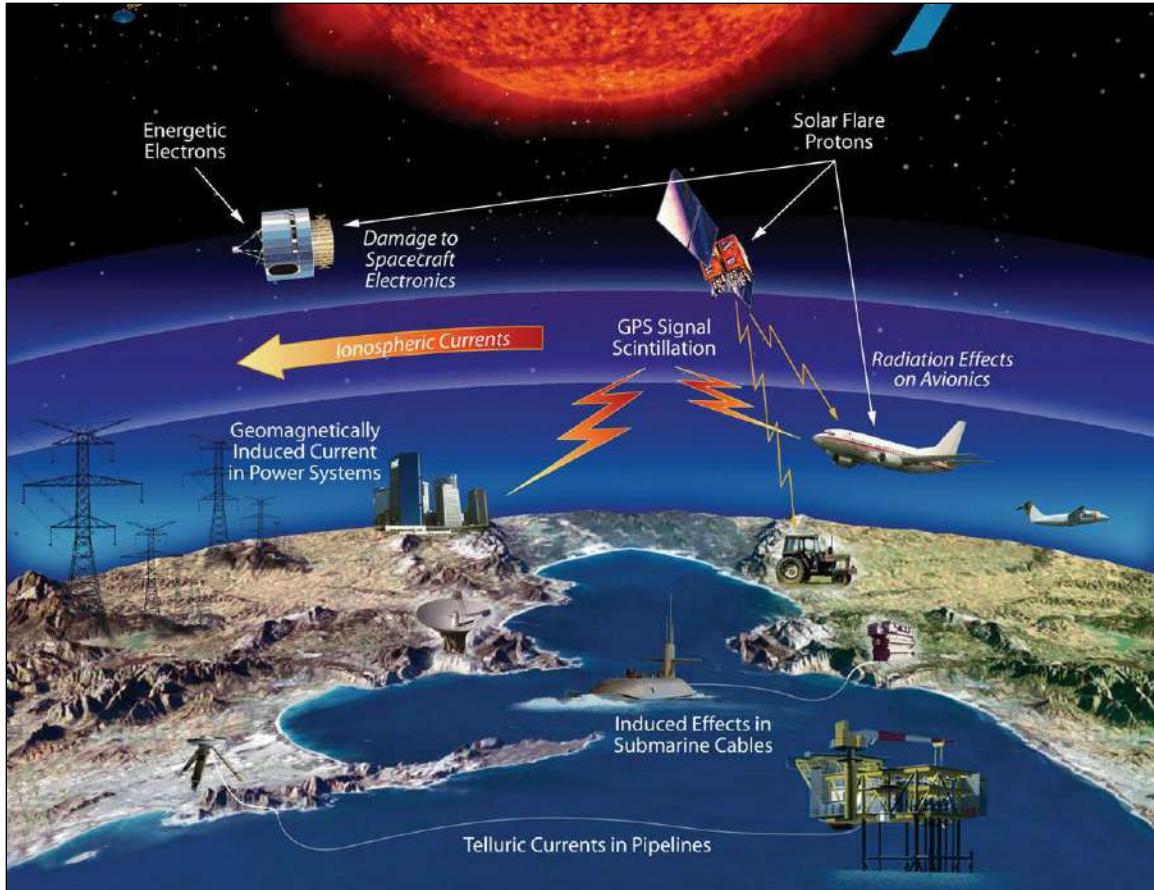 Energetic
Electrons
Solar Flare
Protons
Damage to
Spacecraft
Electronics
Ionospheric Currents
GPS Signal
Scintillation
Radiation Effects
on Avionics
Geomagnetically
Induced Current
in Power Systems
Induced Effects in
Submarine Cables
Telluric Currents in Pipelines